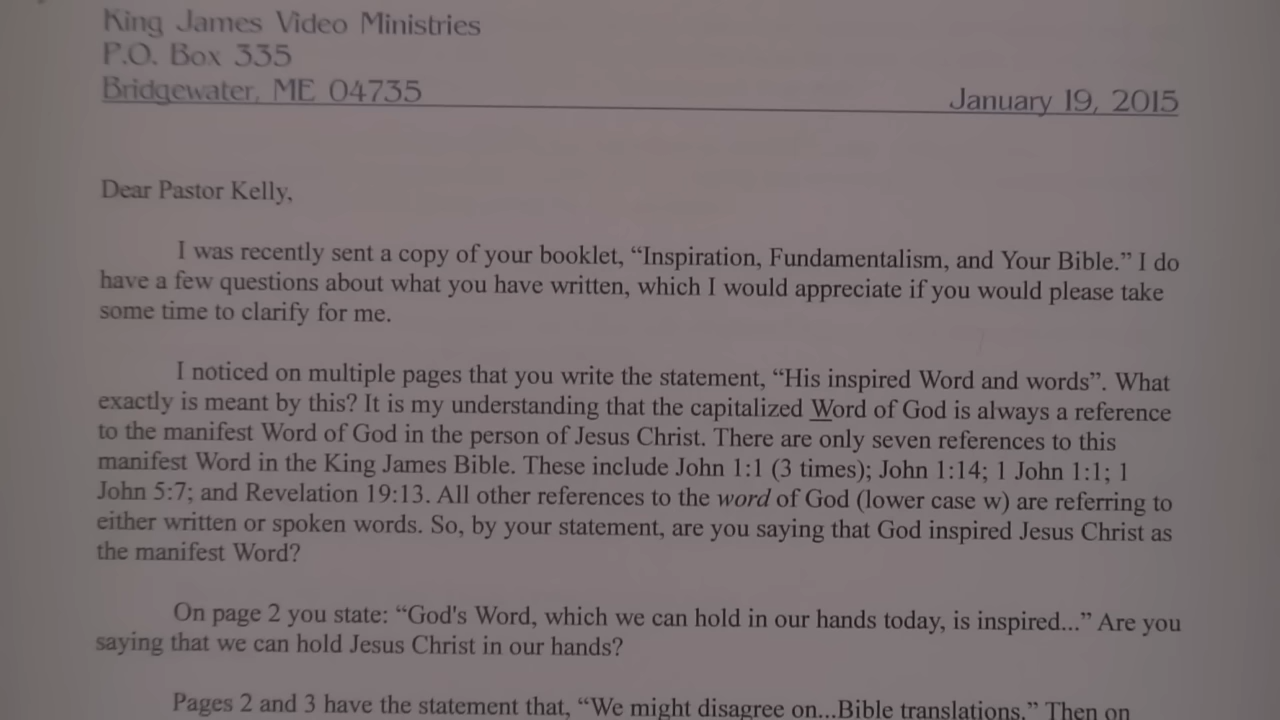 King James Video Ministries
P.O. Box 335
Bridgewater, ME 04735
January 19, 2015
Dear Pastor Kelly,
I was recently sent a copy of your booklet, “Inspiration, Fundamentalism, and Your Bible.” I do
have a few questions about what you have written, which I would appreciate if you would please take
some time to clarify for me.
I noticed on multiple pages that you write the statement, “His inspired Word and words”. What
exactly is meant by this? It is my understanding that the capitalized Word of God is always a reference
to the manifest Word of God in the person of Jesus Christ. There are only seven references to this
manifest Word in the King James Bible. These include John 1:1 (3 times); John 1:14; 1 John 1:1; 1
John 5:7; and Revelation 19:13. All other references to the word of God (lower case w) are referring to
either written or spoken words. So, by your statement, are you saying that God inspired Jesus Christ as
the manifest Word?
On page 2 you state: “God's Word, which we can hold in our hands today, is inspired...” Are you
saying that we can hold Jesus Christ in our hands?
Pages 2 and 3 have the statement that, “We might disagree on...Bible translations.” Then on